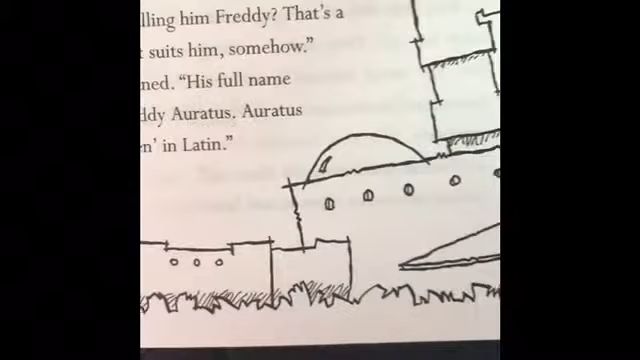 lling him Freddy? That's a
t suits him, somehow."
ned. "His full name
ddy Auratus. Auratus
n' in Latin."